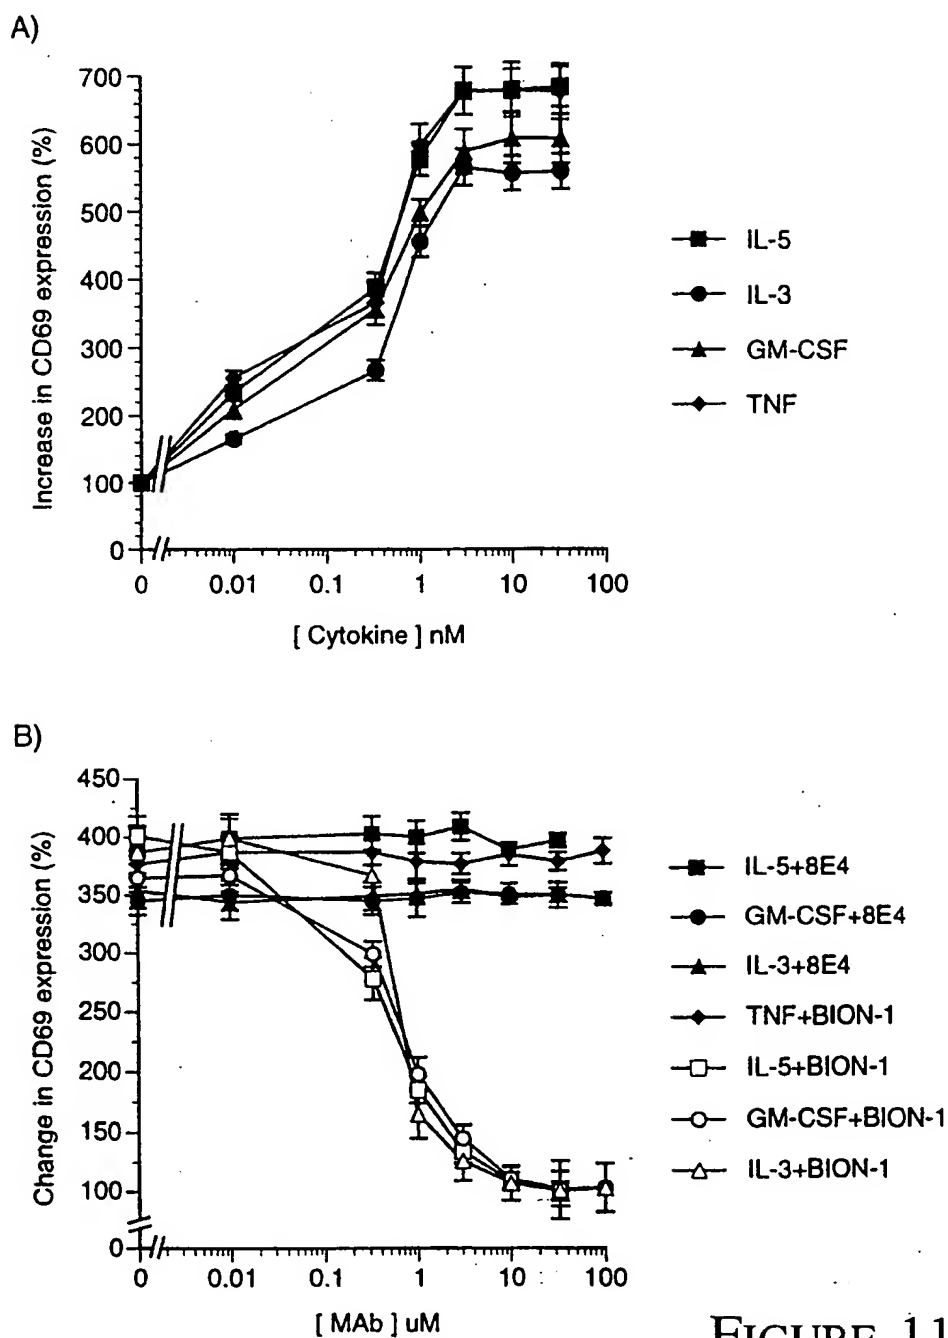 A)
Increase in CD69 expression (%)
700
600
500
400
300
200
100
0
0 0.01 0.1 1 10 100
[ Cytokine ] nM
IL-5
IL-3
GM-CSF
TNF
B)
Change in CD69 expression (%)
450
400
350
300
250
200
150
100
0
0 0.01 0.1 1 10 100
[ MAb ] uM
IL-5+8E4
GM-CSF+8E4
IL-3+8E4
TNF+BION-1
IL-5+BION-1
GM-CSF+BION-1
IL-3+BION-1
FIGURE 11